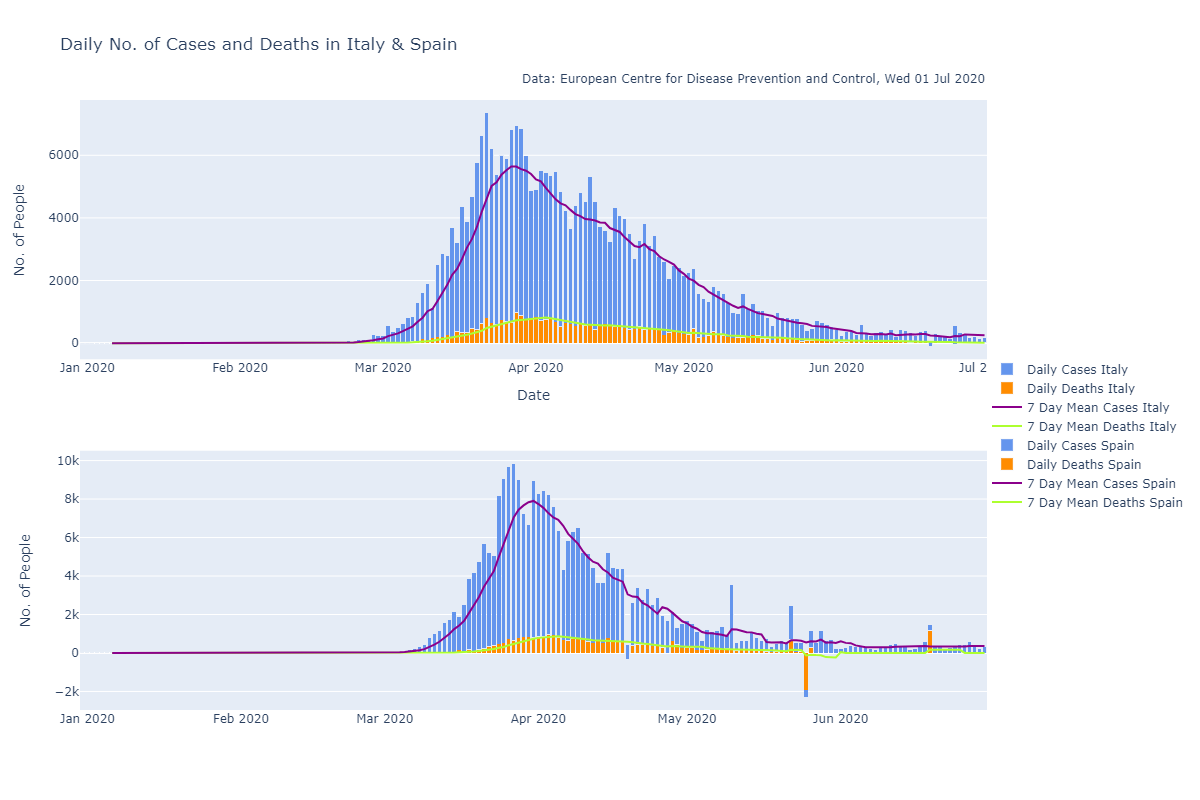 Daily No. of Cases and Deaths in Italy & Spain
Data: European Centre for Disease Prevention and Control, Wed 01 Jul 2020
No. of People
6000
4000
2000
0
Jan 2020 Feb 2020 Mar 2020 Apr 2020 May 2020 Jun 2020 Jul 2
Date
Daily Cases Italy
Daily Deaths Italy
7 Day Mean Cases Italy
7 Day Mean Deaths Italy
Daily Cases Spain
Daily Deaths Spain
7 Day Mean Cases Spain
7 Day Mean Deaths Spain
No. of People
10k
8k
6k
4k
2k
0
−2k
Jan 2020 Feb 2020 Mar 2020 Apr 2020 May 2020 Jun 2020